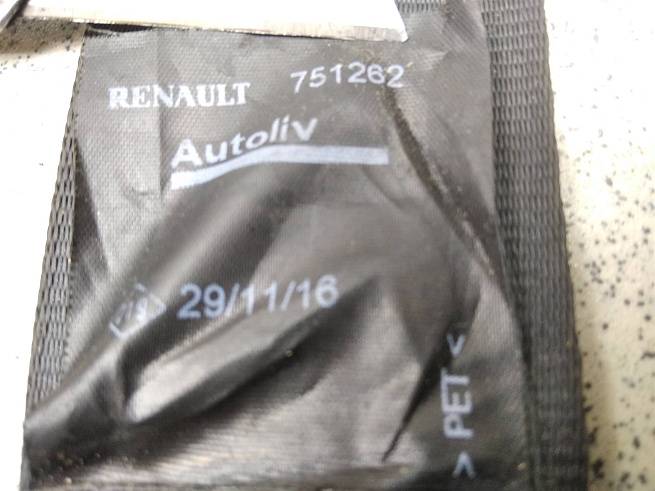 RENAULT 751262
Autoliv
29/11/16
> PET <